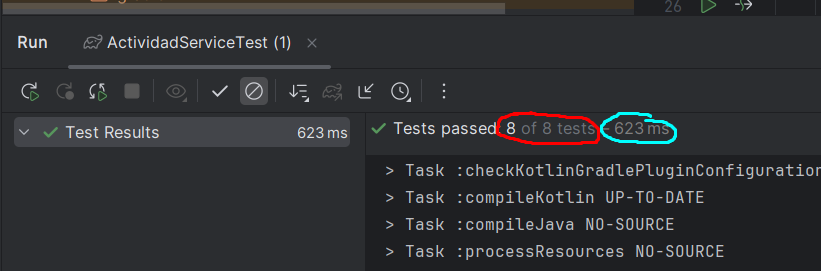 26
Run
ActividadServiceTest (1)
Test Results
623 ms
Tests passed: 8 of 8 tests – 623 ms
> Task :checkKotlinGradlePluginConfiguration
> Task :compileKotlin UP-TO-DATE
> Task :compileJava NO-SOURCE
> Task :processResources NO-SOURCE